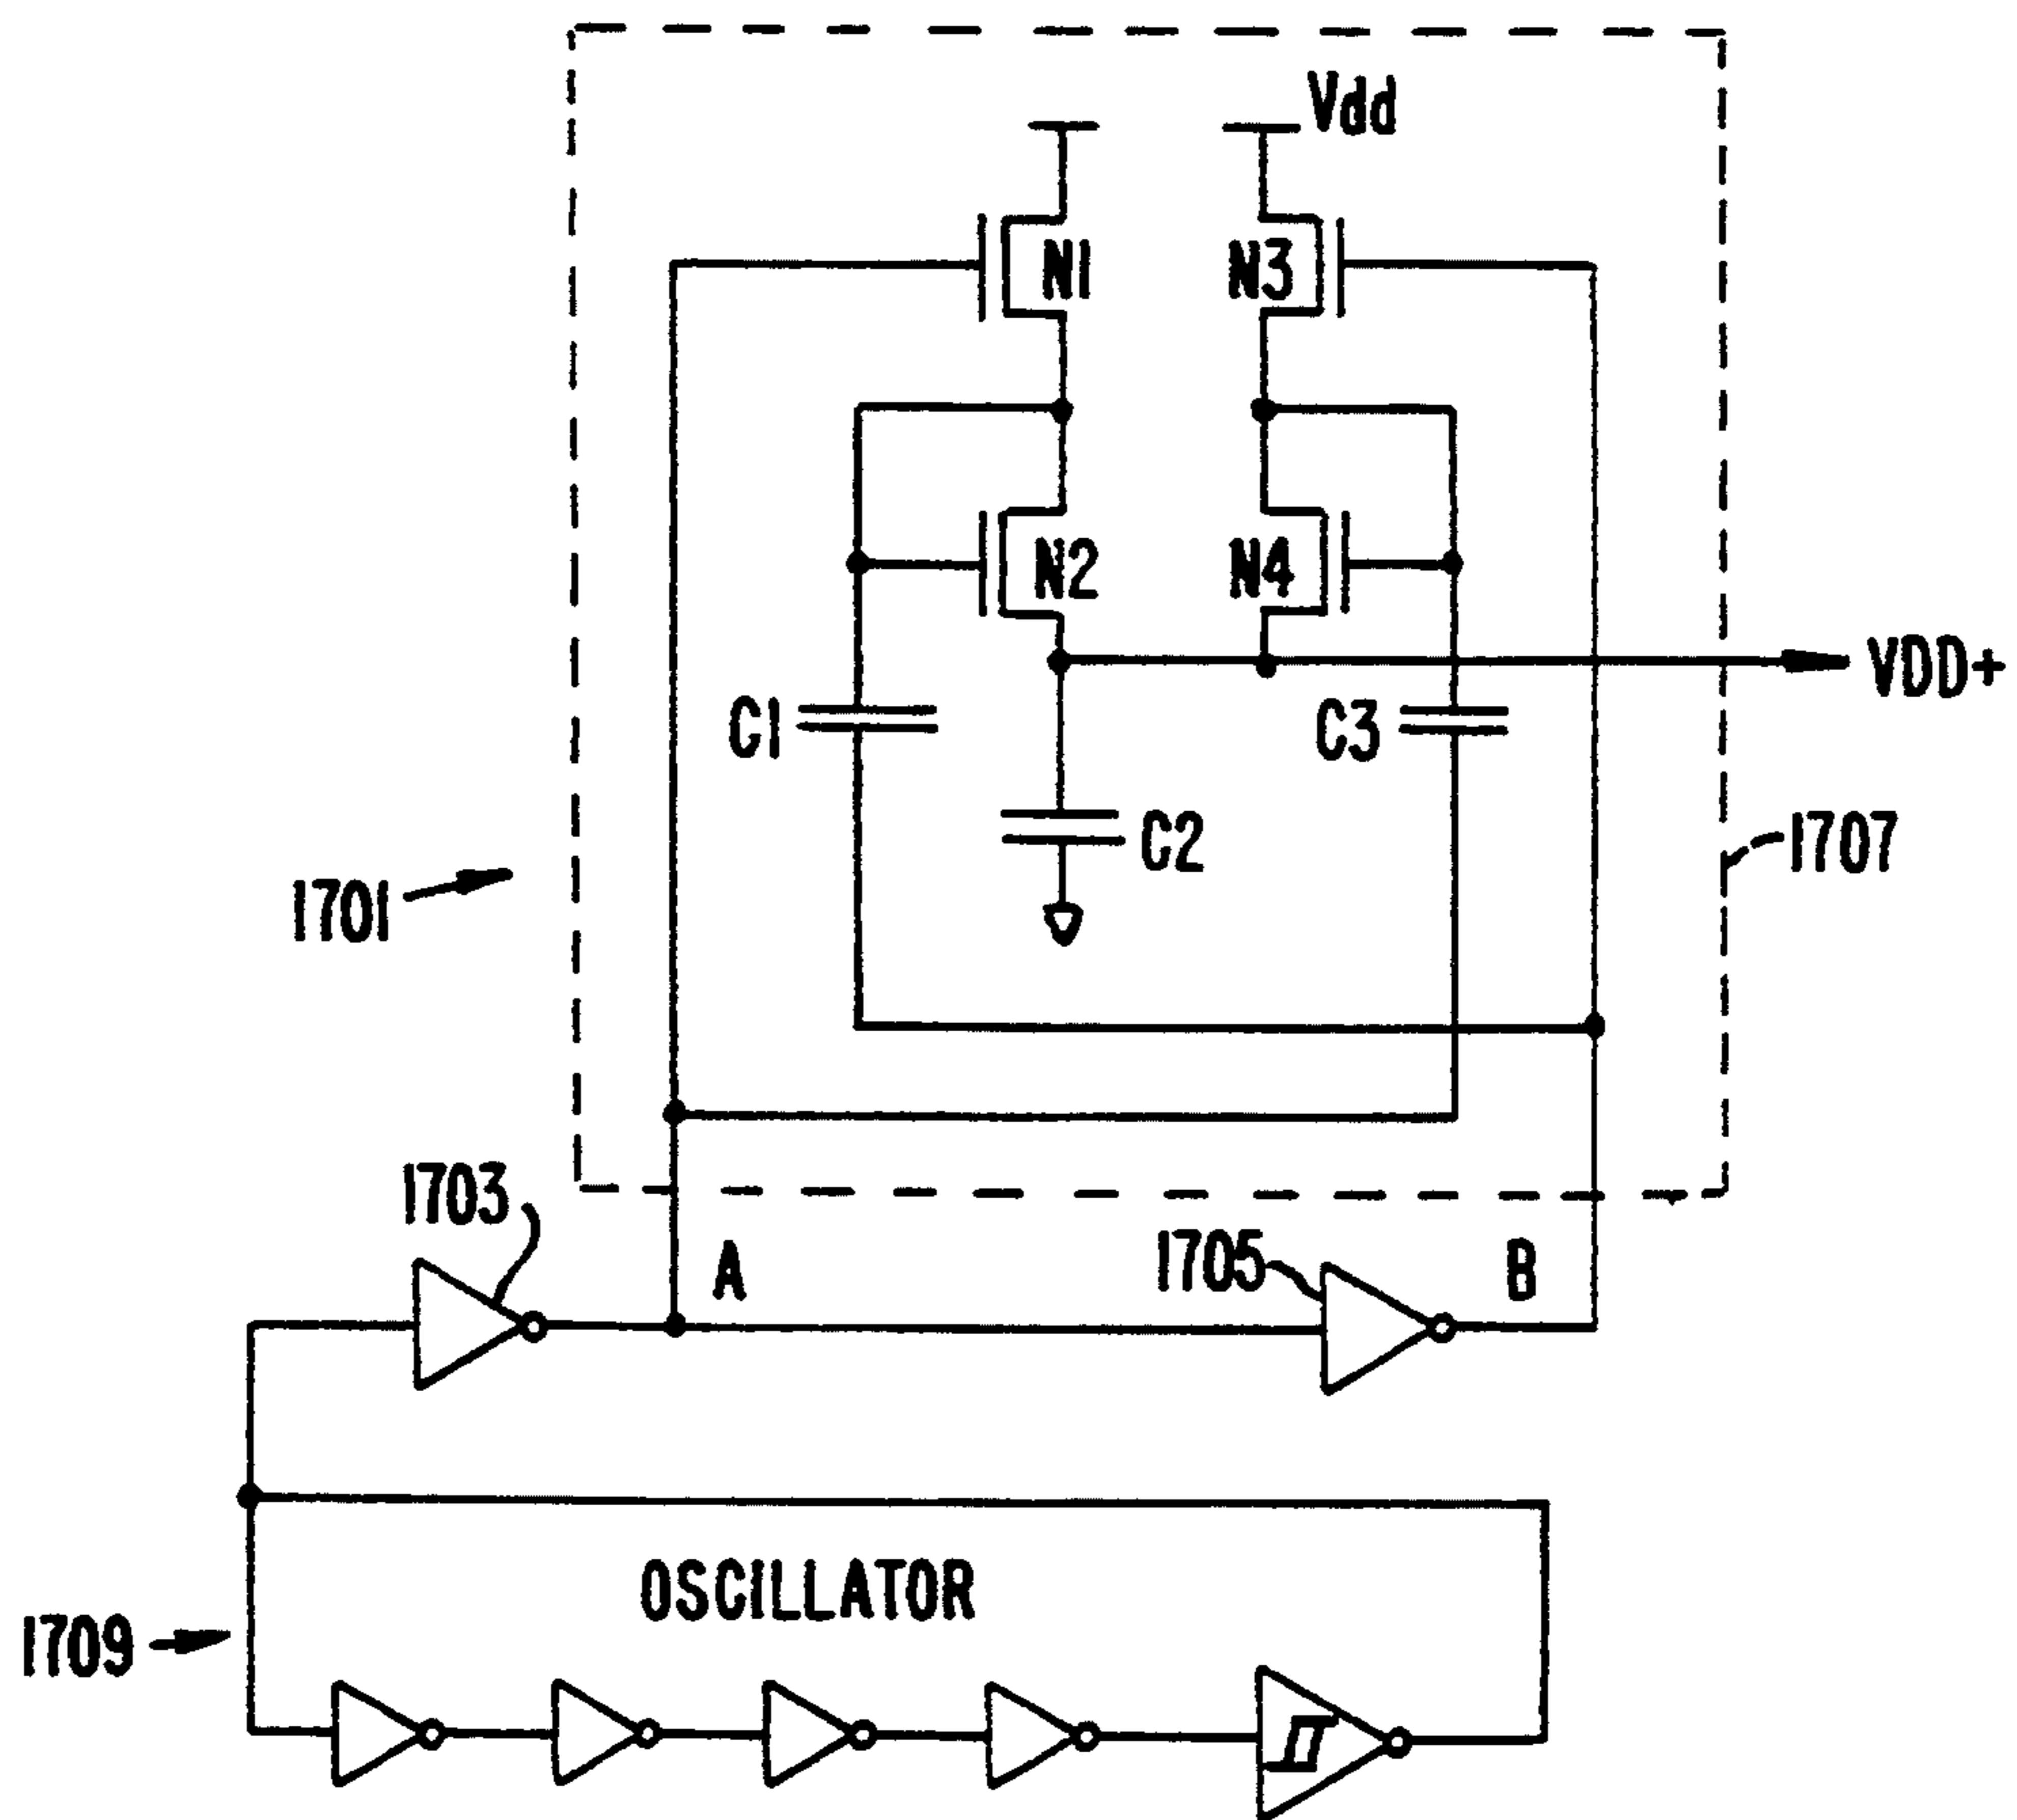 Vdd
N1
N3
N2
N4
VDD+
C1
C3
C2
1707
1701
1703
A
1705
B
OSCILLATOR
1709